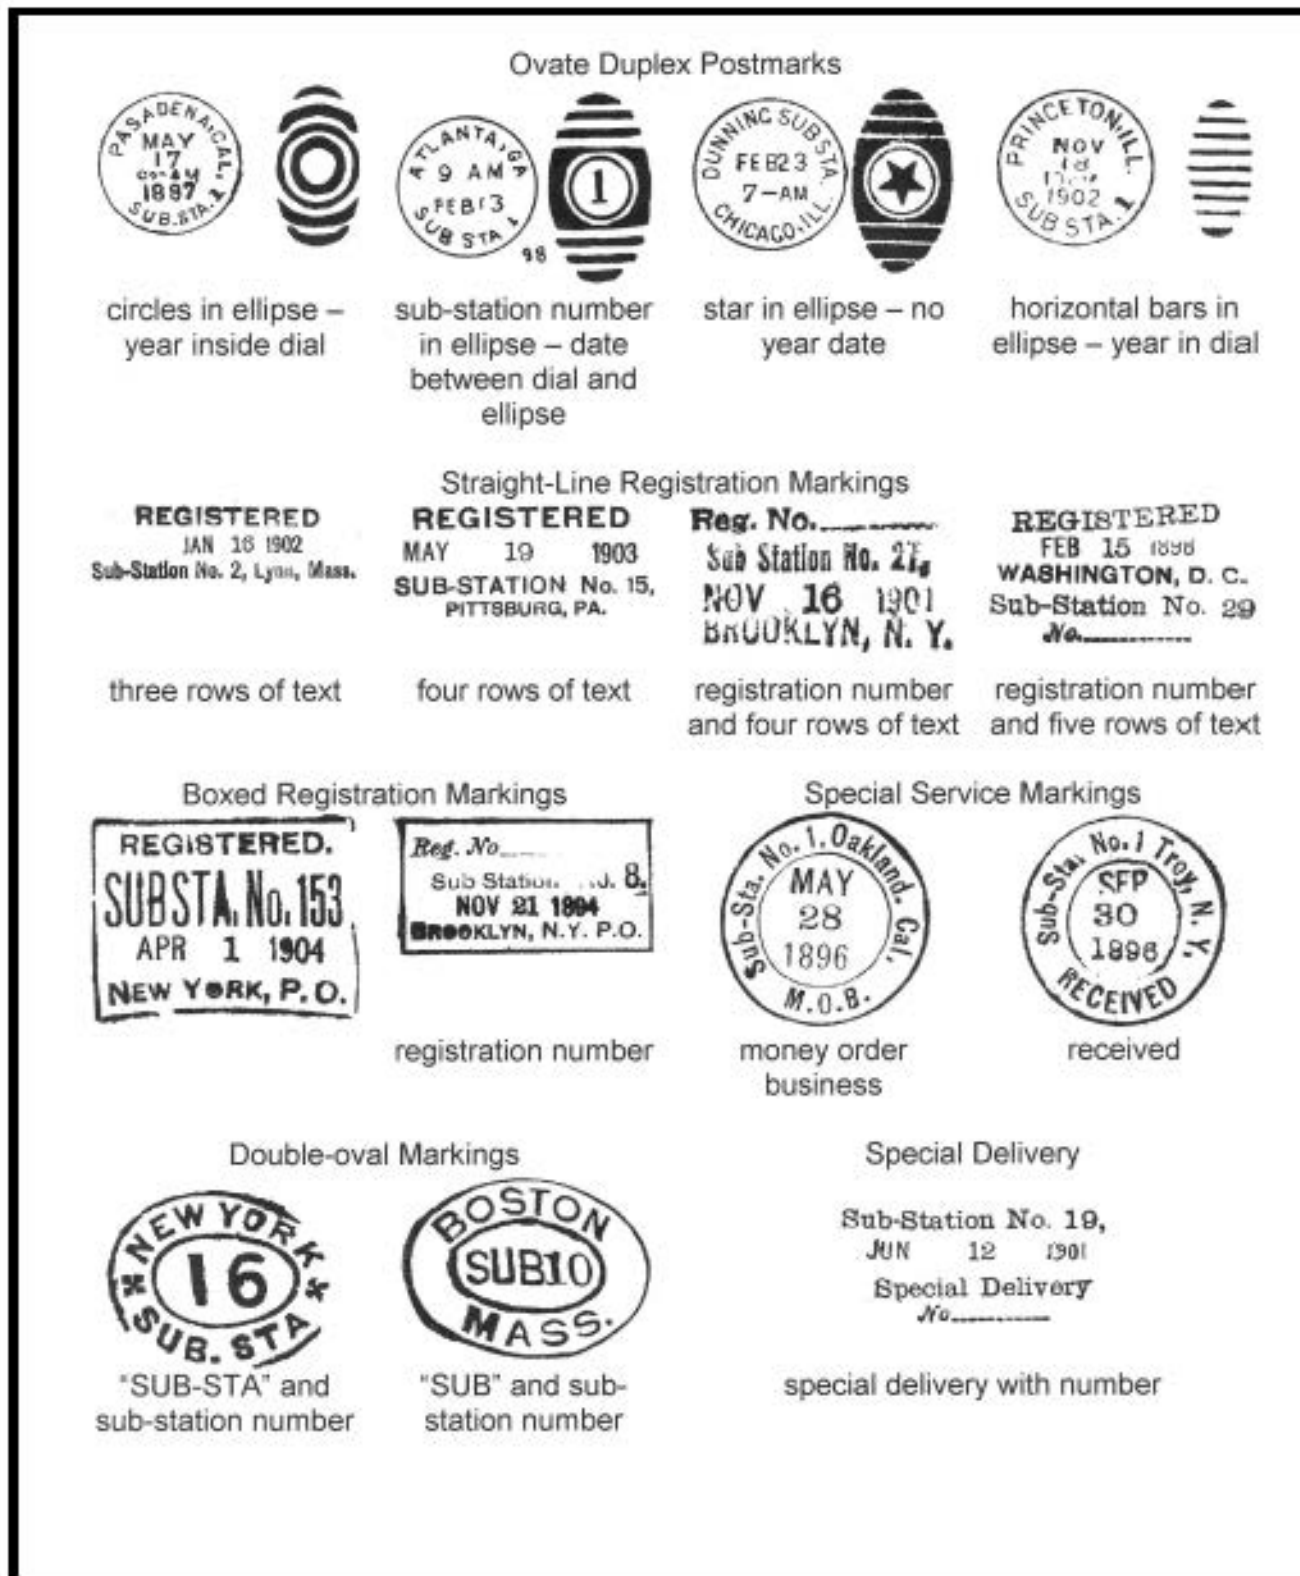 Ovate Duplex Postmarks
PASADENA, CAL.
MAY
17
1897
SUB. STA. 1
ATLANTA, GA
9 AM
FEB 13
SUB STA 1
98
1
DUNNING SUB STA.
FEB 23
7-AM
CHICAGO, ILL.
PRINCETON, ILL.
NOV
18
1902
SUB STA. 1
circles in ellipse –
year inside dial
sub-station number
in ellipse – date
between dial and
ellipse
star in ellipse – no
year date
horizontal bars in
ellipse – year in dial
Straight-Line Registration Markings
REGISTERED
JAN 16 1902
Sub-Station No. 2, Lynn, Mass.
REGISTERED
MAY 19 1903
SUB-STATION No. 15,
PITTSBURG, PA.
Reg. No.
Sub Station No. 27,
NOV 16 1901
BROOKLYN, N. Y.
REGISTERED
FEB 15 1898
WASHINGTON, D. C.
Sub-Station No. 29
No.
three rows of text
four rows of text
registration number
and four rows of text
registration number
and five rows of text
Boxed Registration Markings
REGISTERED.
SUB STA. No. 153
APR 1 1904
NEW YORK, P. O.
Reg. No
Sub Station 8.
NOV 21 1894
BROOKLYN, N.Y. P.O.
registration number
Special Service Markings
Sub-Sta. No. 1, Oakland, Cal.
MAY
28
1896
M.O.B.
Sub-Sta. No. 1 Troy, N. Y.
SEP
30
1896
RECEIVED
money order
business
received
Double-oval Markings
NEW YORK
16
SUB. STA
BOSTON
SUB 10
MASS.
"SUB-STA" and
sub-station number
"SUB" and sub-
station number
Special Delivery
Sub-Station No. 19,
JUN 12 1901
Special Delivery
No
special delivery with number